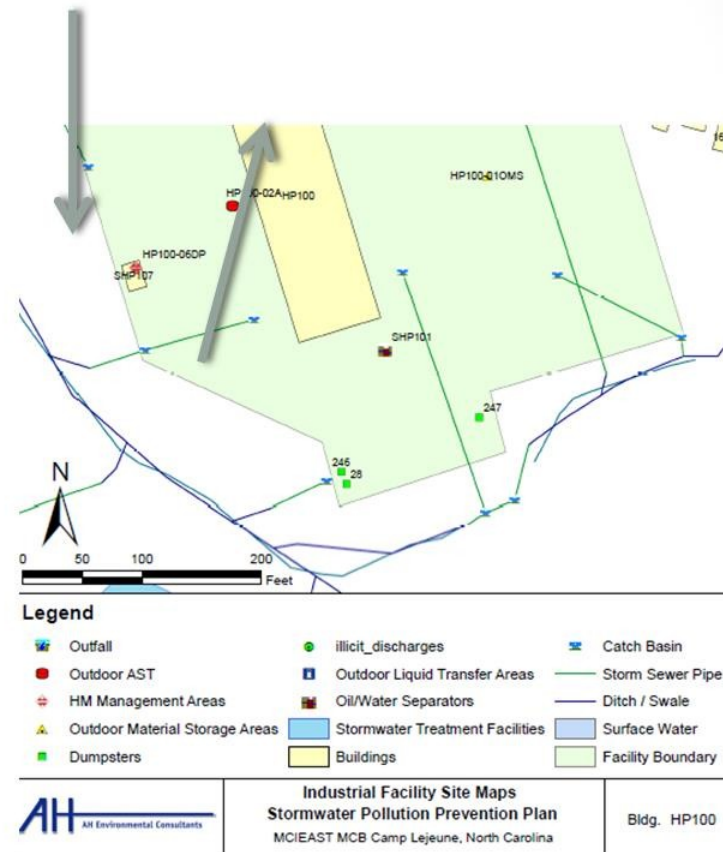 HP100-01OMS
HP100
HP100-06DP
SHP107
SHP101
247
246
28
N
0 50 100 200
Feet
Legend
Outfall
illicit_discharges
Catch Basin
Outdoor AST
Outdoor Liquid Transfer Areas
Storm Sewer Pipe
HM Management Areas
Oil/Water Separators
Ditch / Swale
Outdoor Material Storage Areas
Stormwater Treatment Facilities
Surface Water
Dumpsters
Buildings
Facility Boundary
AH AH Environmental Consultants
Industrial Facility Site Maps
Stormwater Pollution Prevention Plan
MCIEAST MCB Camp Lejeune, North Carolina
Bldg. HP100